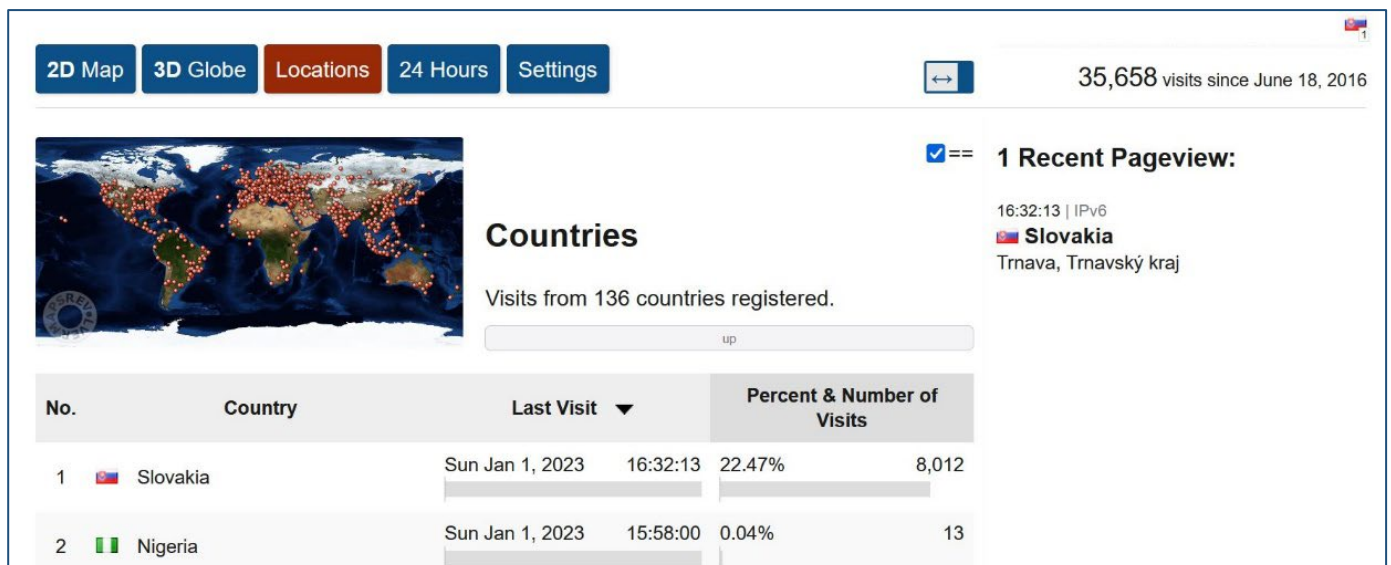 1
2D Map 3D Globe Locations 24 Hours Settings
↔
35,658 visits since June 18, 2016
==
1 Recent Pageview:
16:32:13 | IPv6
Slovakia
Trnava, Trnavský kraj
Countries
Visits from 136 countries registered.
up
No. Country Last Visit ▼ Percent & Number of
Visits
1 Slovakia Sun Jan 1, 2023 16:32:13 22.47% 8,012
2 Nigeria Sun Jan 1, 2023 15:58:00 0.04% 13